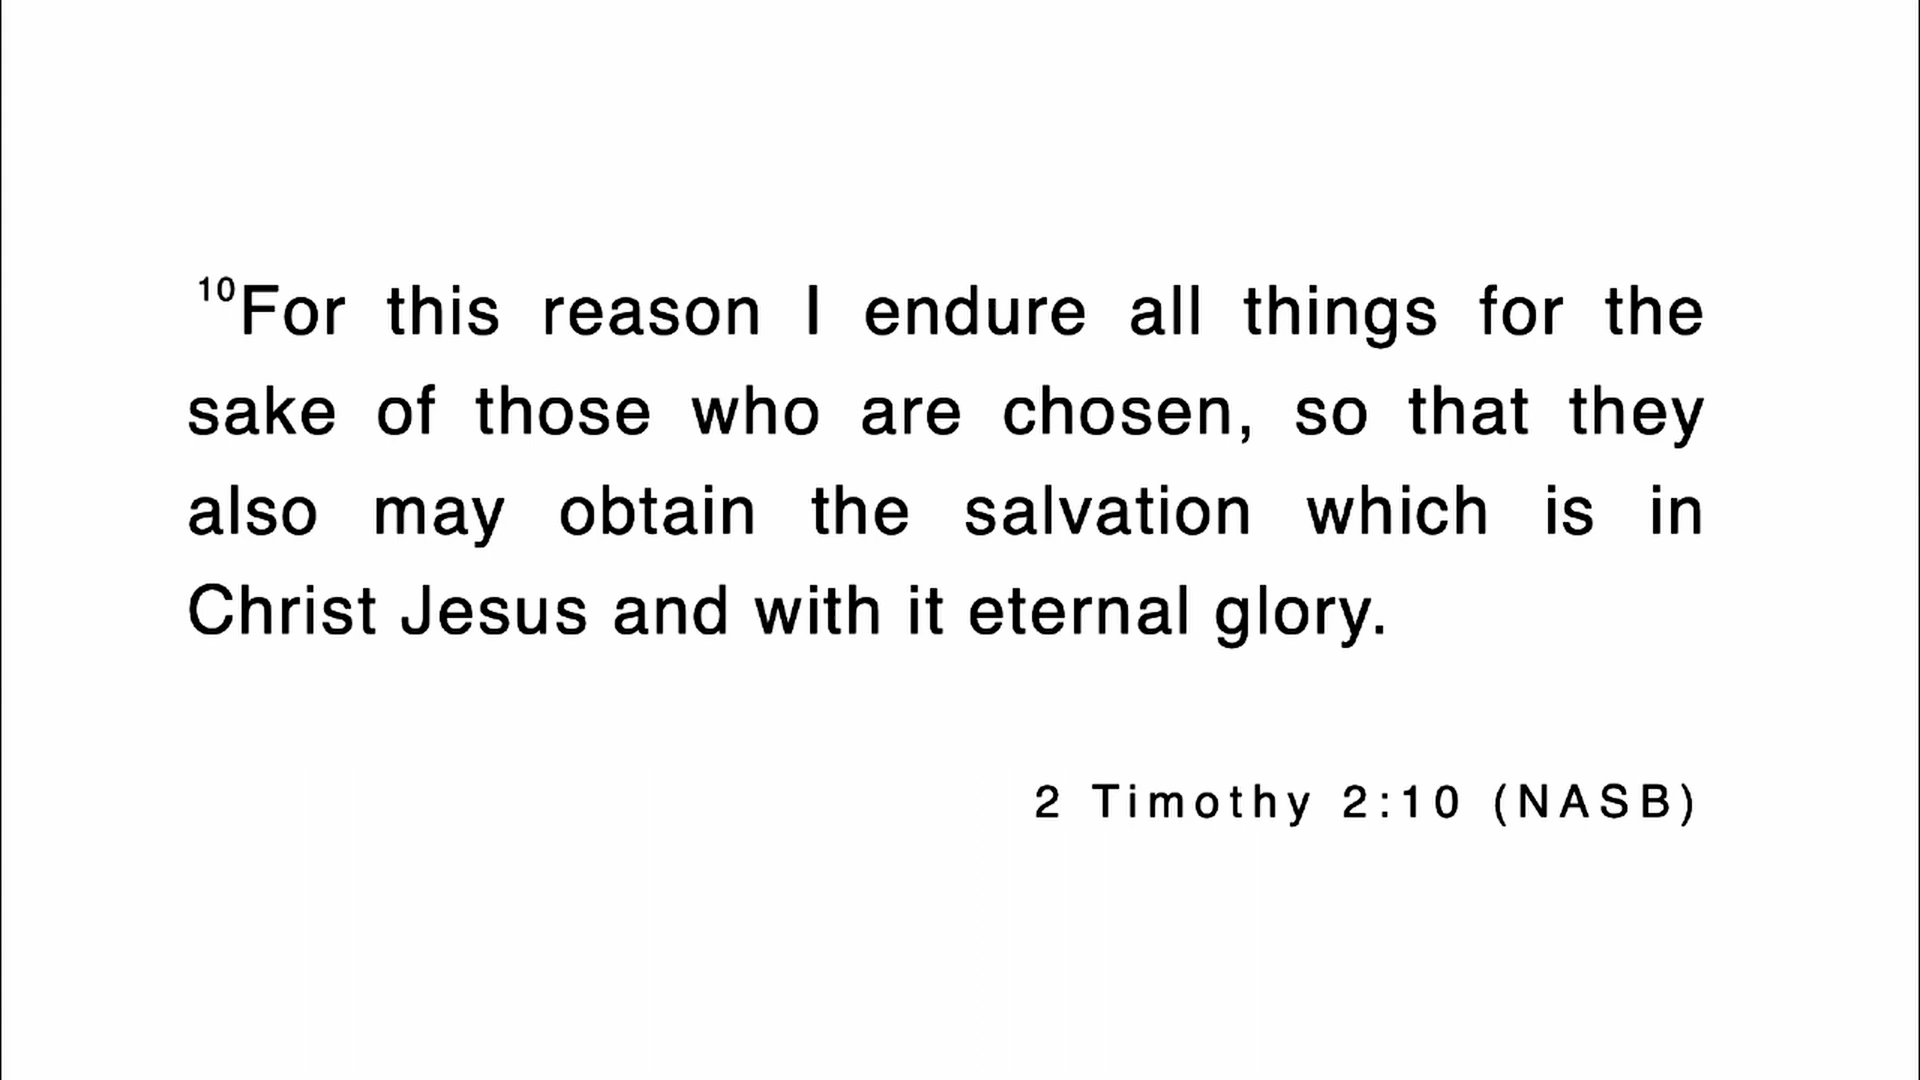 10For this reason I endure all things for the
sake of those who are chosen, so that they
also may obtain the salvation which is in
Christ Jesus and with it eternal glory.
2 Timothy 2:10 (NASB)